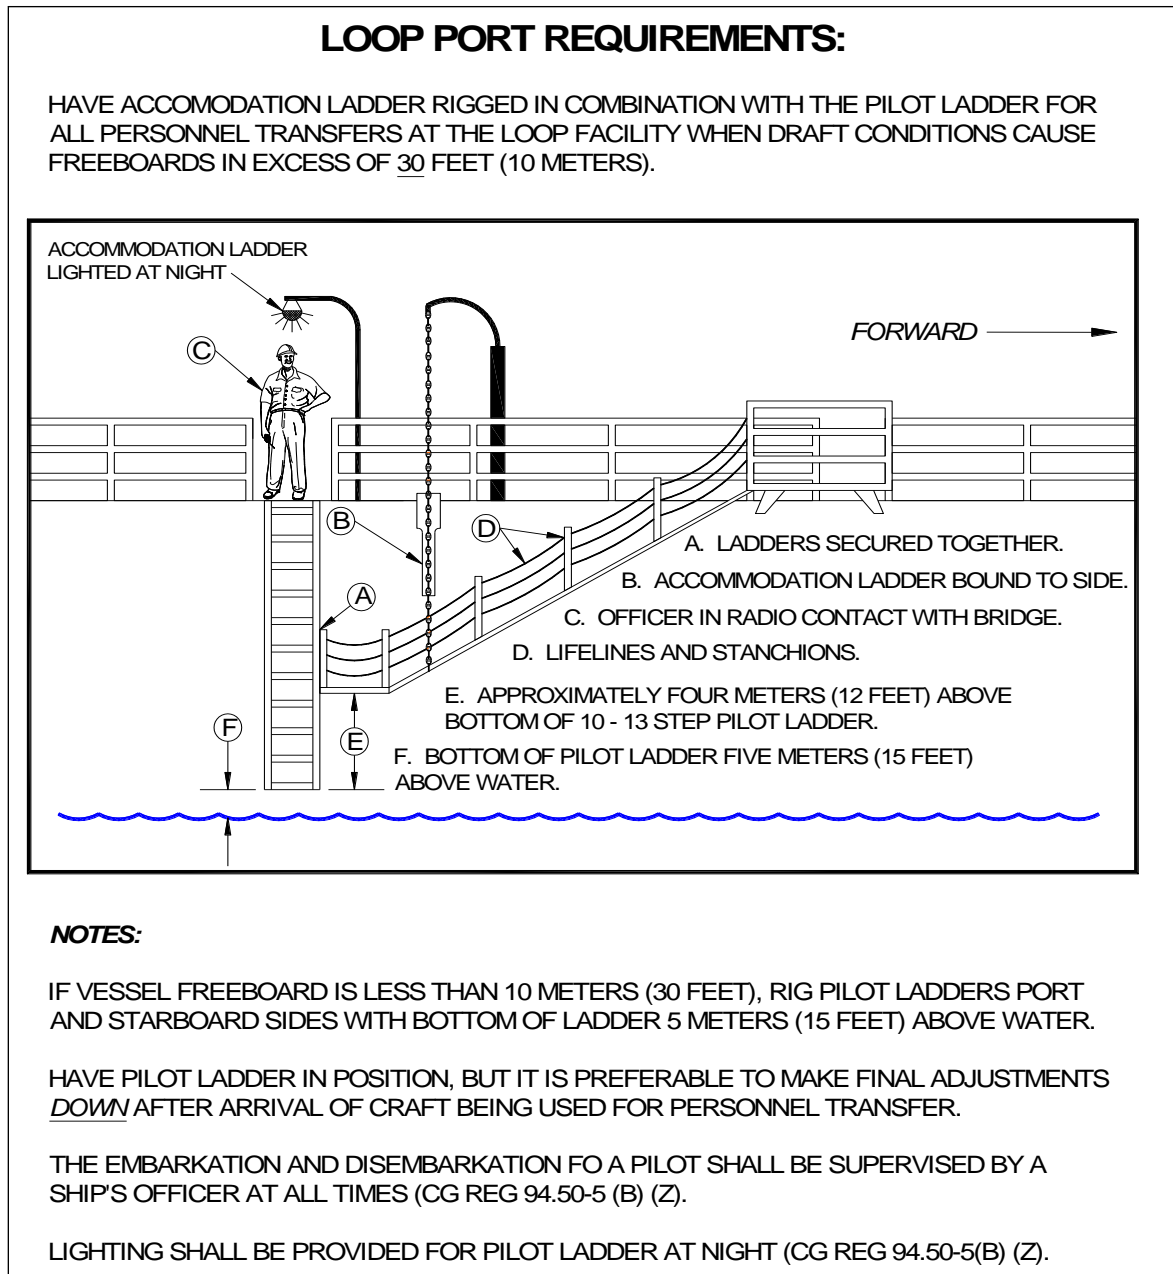 LOOP PORT REQUIREMENTS:
HAVE ACCOMODATION LADDER RIGGED IN COMBINATION WITH THE PILOT LADDER FOR
ALL PERSONNEL TRANSFERS AT THE LOOP FACILITY WHEN DRAFT CONDITIONS CAUSE
FREEBOARDS IN EXCESS OF 30 FEET (10 METERS).
ACCOMMODATION LADDER
LIGHTED AT NIGHT
FORWARD
C
B
D
A
A. LADDERS SECURED TOGETHER.
B. ACCOMMODATION LADDER BOUND TO SIDE.
C. OFFICER IN RADIO CONTACT WITH BRIDGE.
D. LIFELINES AND STANCHIONS.
E. APPROXIMATELY FOUR METERS (12 FEET) ABOVE
BOTTOM OF 10 - 13 STEP PILOT LADDER.
F
E
F. BOTTOM OF PILOT LADDER FIVE METERS (15 FEET)
ABOVE WATER.
NOTES:
IF VESSEL FREEBOARD IS LESS THAN 10 METERS (30 FEET), RIG PILOT LADDERS PORT
AND STARBOARD SIDES WITH BOTTOM OF LADDER 5 METERS (15 FEET) ABOVE WATER.
HAVE PILOT LADDER IN POSITION, BUT IT IS PREFERABLE TO MAKE FINAL ADJUSTMENTS
DOWN AFTER ARRIVAL OF CRAFT BEING USED FOR PERSONNEL TRANSFER.
THE EMBARKATION AND DISEMBARKATION FO A PILOT SHALL BE SUPERVISED BY A
SHIP'S OFFICER AT ALL TIMES (CG REG 94.50-5 (B) (Z).
LIGHTING SHALL BE PROVIDED FOR PILOT LADDER AT NIGHT (CG REG 94.50-5(B) (Z).